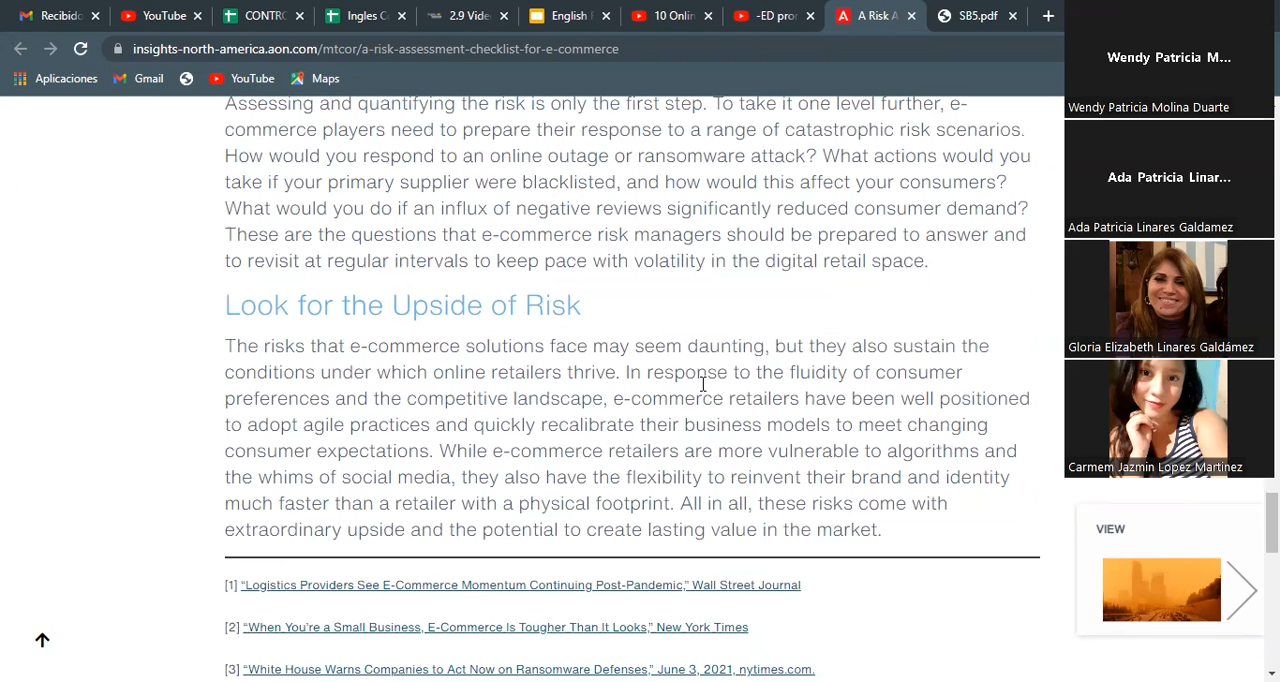 Recibido
YouTube
CONTRC
Ingles C
2.9 Vide
English F
10 Onlin
-ED pror
A Risk A
SB5.pdf
insights-north-america.aon.com/mtcor/a-risk-assessment-checklist-for-e-commerce
Aplicaciones
Gmail
YouTube
Maps
Assessing and quantifying the risk is only the first step. To take it one level further, e-
commerce players need to prepare their response to a range of catastrophic risk scenarios.
How would you respond to an online outage or ransomware attack? What actions would you
take if your primary supplier were blacklisted, and how would this affect your consumers?
What would you do if an influx of negative reviews significantly reduced consumer demand?
These are the questions that e-commerce risk managers should be prepared to answer and
to revisit at regular intervals to keep pace with volatility in the digital retail space.
Look for the Upside of Risk
The risks that e-commerce solutions face may seem daunting, but they also sustain the
conditions under which online retailers thrive. In response to the fluidity of consumer
preferences and the competitive landscape, e-commerce retailers have been well positioned
to adopt agile practices and quickly recalibrate their business models to meet changing
consumer expectations. While e-commerce retailers are more vulnerable to algorithms and
the whims of social media, they also have the flexibility to reinvent their brand and identity
much faster than a retailer with a physical footprint. All in all, these risks come with
extraordinary upside and the potential to create lasting value in the market.
[1] “Logistics Providers See E-Commerce Momentum Continuing Post-Pandemic,” Wall Street Journal
[2] “When You’re a Small Business, E-Commerce Is Tougher Than It Looks,” New York Times
[3] “White House Warns Companies to Act Now on Ransomware Defenses,” June 3, 2021, nytimes.com.
VIEW
Wendy Patricia M...
Wendy Patricia Molina Duarte
Ada Patricia Linar...
Ada Patricia Linares Galdamez
Gloria Elizabeth Linares Galdámez
Carmem Jazmin Lopez Martinez